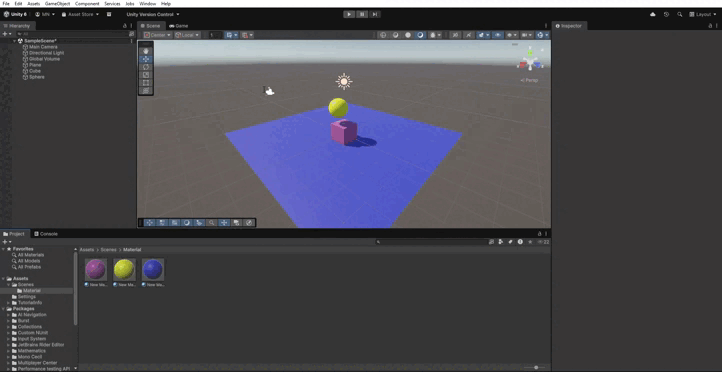 File Edit Assets GameObject Component Services Jobs Window Help
Unity 6 MN Asset Store Unity Version Control Layout
Hierarchy Scene Game Inspector
All
SampleScene*
Center Local 1
Main Camera
Directional Light
Global Volume
Plane
Cube
Sphere
Persp
Project Console
Favorites
All Materials
All Models
All Prefabs
Assets > Scenes > Material
Assets
Scenes
Material
Settings
TutorialInfo
New Ma... New Ma... New Ma...
Packages
AI Navigation
Burst
Collections
Custom NUnit
Input System
JetBrains Rider Editor
Mathematics
Mono Cecil
Multiplayer Center
Performance testing API